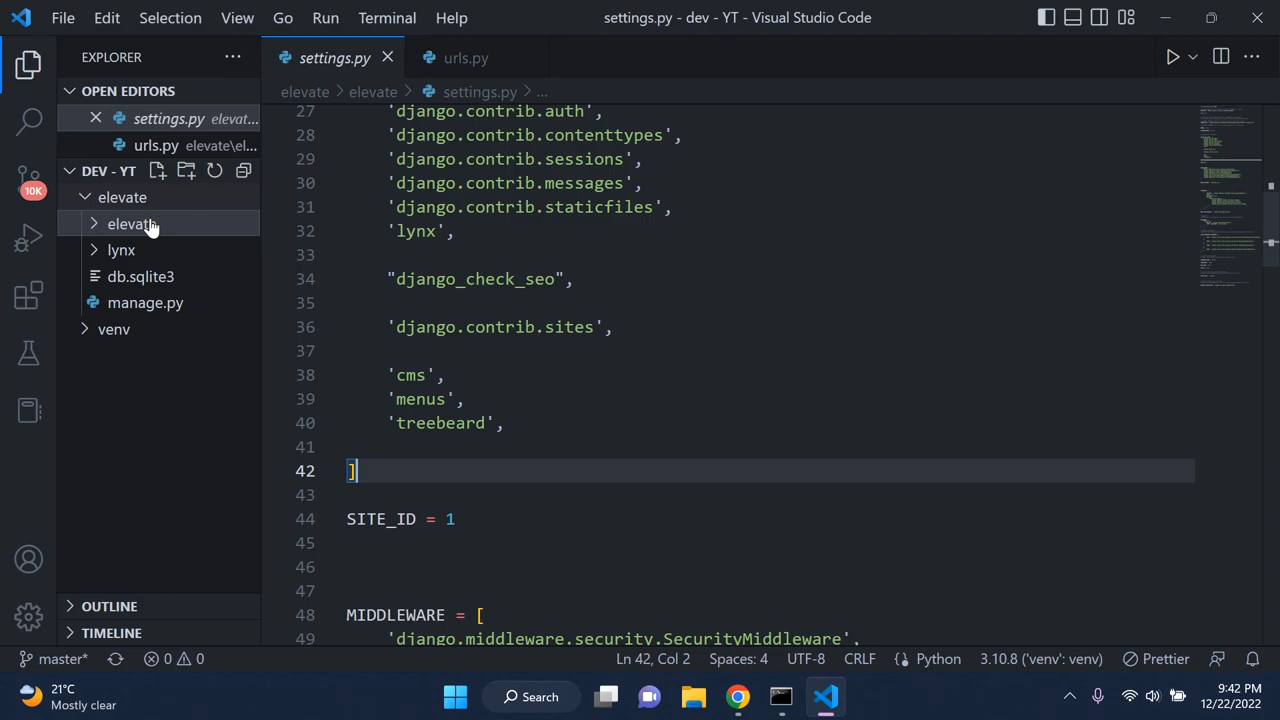 File Edit Selection View Go Run Terminal Help
settings.py - dev - YT - Visual Studio Code
EXPLORER
OPEN EDITORS
settings.py elevat...
urls.py elevate\el...
DEV - YT
elevate
elevate
lynx
db.sqlite3
manage.py
venv
OUTLINE
TIMELINE
10K
settings.py
urls.py
elevate > elevate > settings.py > ...
27 'django.contrib.auth',
28 'django.contrib.contenttypes',
29 'django.contrib.sessions',
30 'django.contrib.messages',
31 'django.contrib.staticfiles',
32 'lynx',
33
34 "django_check_seo",
35
36 'django.contrib.sites',
37
38 'cms',
39 'menus',
40 'treebeard',
41
42 ]
43
44 SITE_ID = 1
45
46
47
48 MIDDLEWARE = [
49 'django.middleware.security.SecurityMiddleware',
master* 0 0 Ln 42, Col 2 Spaces: 4 UTF-8 CRLF Python 3.10.8 ('venv': venv) Prettier
21°C
Mostly clear
Search
9:42 PM
12/22/2022